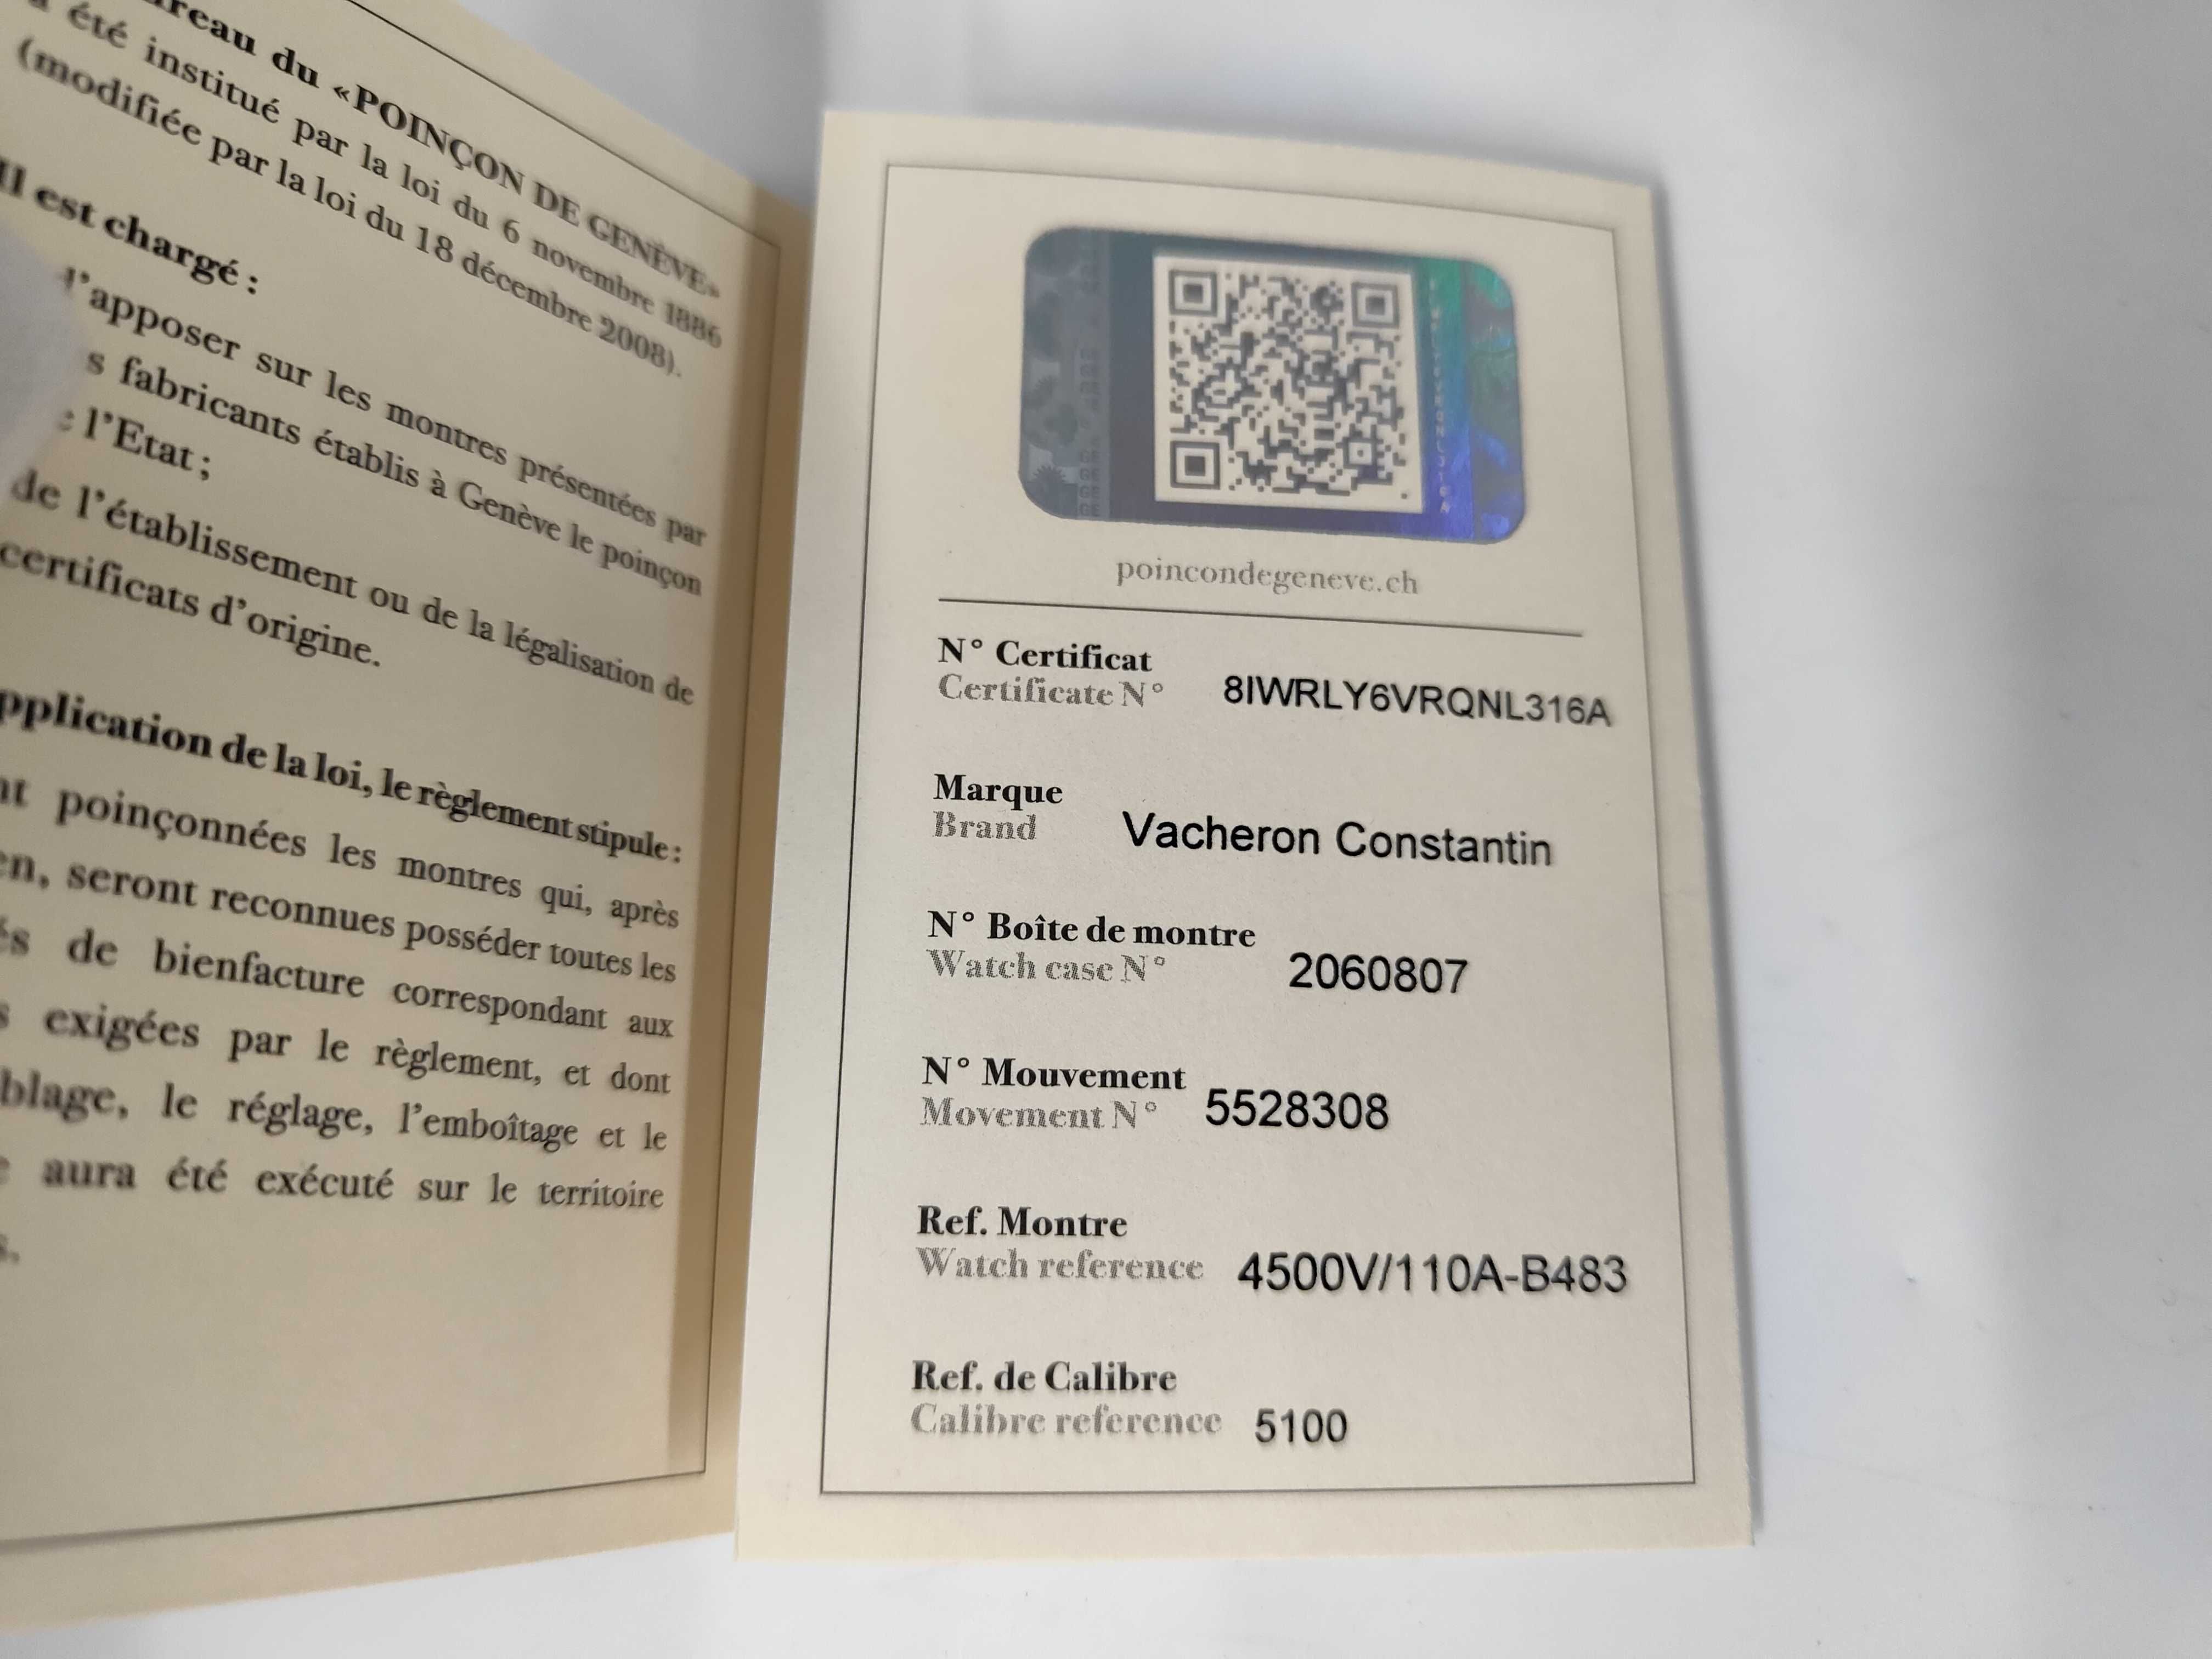 reau du «POINÇON DE GENÈVE»
été institué par la loi du 6 novembre 1886
(modifiée par la loi du 18 décembre 2008).
Il est chargé :
d'apposer sur les montres présentées par
fabricants établis à Genève le poinçon
l'Etat ;
de l'établissement ou de la légalisation de
certificats d'origine.
pplication de la loi, le règlement stipule :
poinçonnées les montres qui, après
en, seront reconnues posséder toutes les
de bienfacture correspondant aux
exigées par le règlement, et dont
blage, le réglage, l'emboîtage et le
aura été exécuté sur le territoire
poincondegeneve.ch
N° Certificat
Certificate N° 8IWRLY6VRQNL316A
Marque
Brand Vacheron Constantin
N° Boîte de montre
Watch case N° 2060807
N° Mouvement
Movement N° 5528308
Ref. Montre
Watch reference 4500V/110A-B483
Ref. de Calibre
Calibre reference 5100